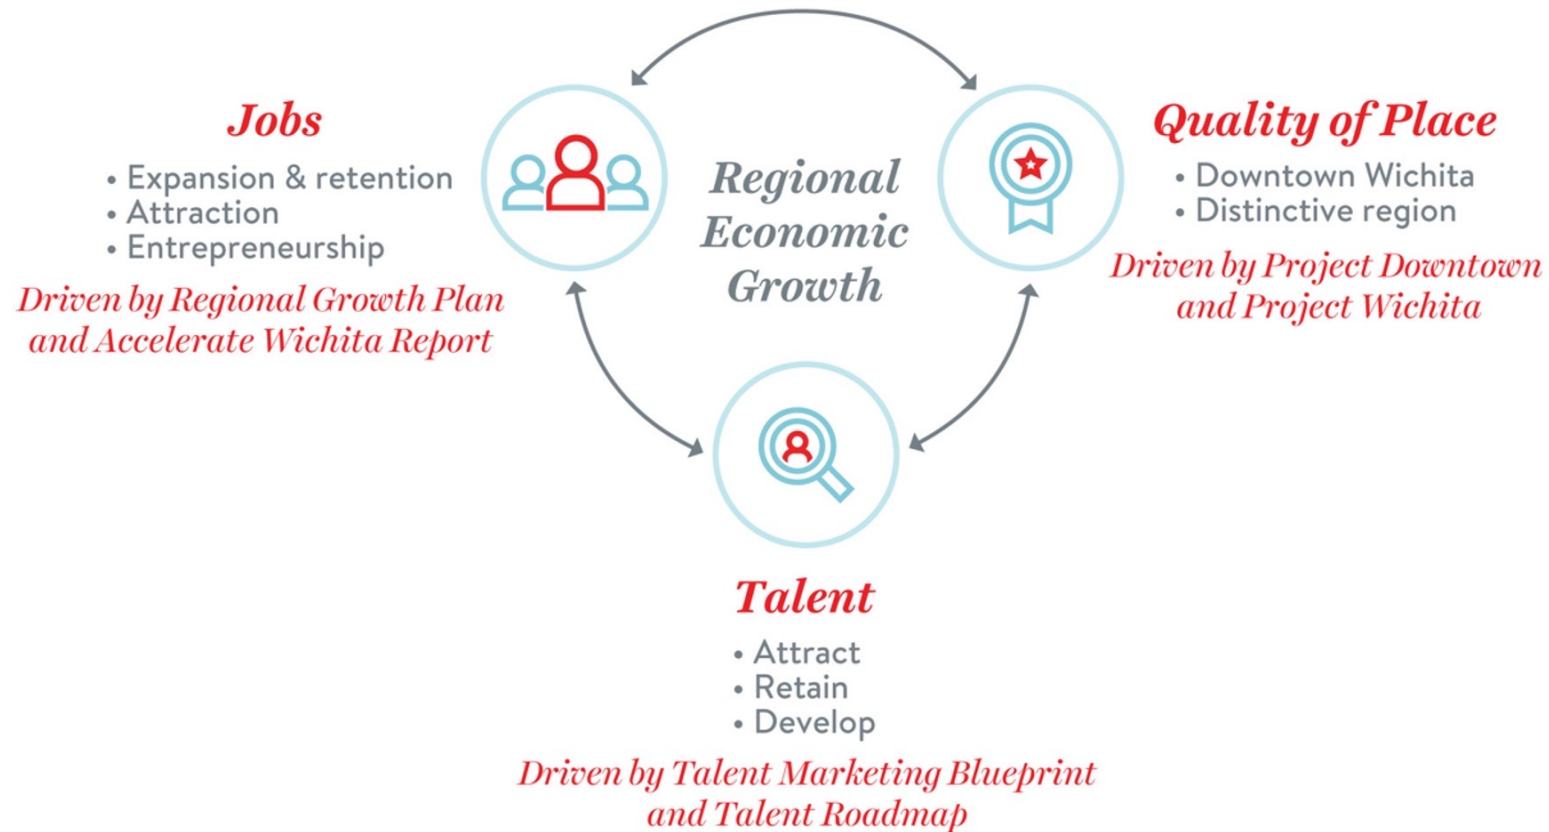 Jobs
• Expansion & retention
• Attraction
• Entrepreneurship
Driven by Regional Growth Plan
and Accelerate Wichita Report
Regional
Economic
Growth
Quality of Place
• Downtown Wichita
• Distinctive region
Driven by Project Downtown
and Project Wichita
Talent
• Attract
• Retain
• Develop
Driven by Talent Marketing Blueprint
and Talent Roadmap